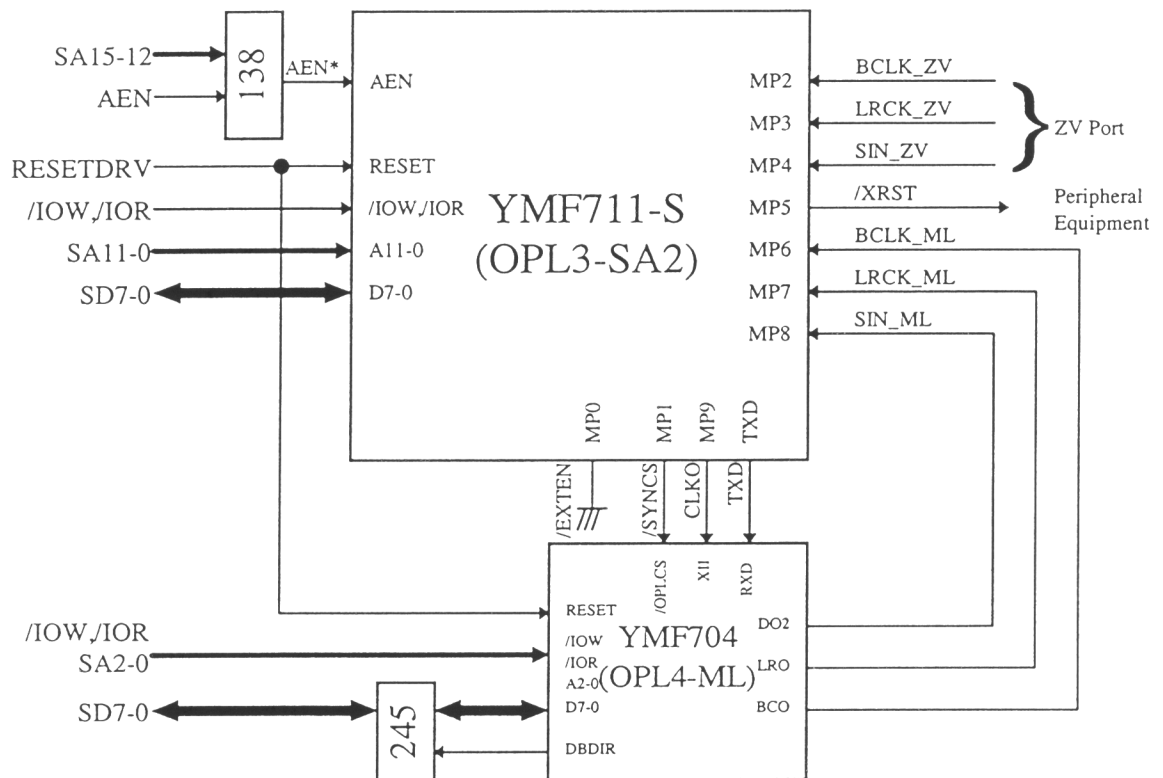 SA15-12
AEN
138
AEN*
AEN
RESETDRV
RESET
/IOW,/IOR
/IOW,/IOR
SA11-0
A11-0
SD7-0
D7-0
YMF711-S
(OPL3-SA2)
MP2
BCLK_ZV
MP3
LRCK_ZV
MP4
SIN_ZV
ZV Port
MP5
/XRST
Peripheral
Equipment
MP6
BCLK_ML
MP7
LRCK_ML
MP8
SIN_ML
MP0
MP1
MP9
TXD
/EXTEN
/SYNCS
CLKO
TXD
/OPLCS
XII
RXD
RESET
/IOW,/IOR
SA2-0
/IOW
/IOR
A2-0
YMF704
(OPL4-ML)
SD7-0
245
D7-0
DBDIR
DO2
LRO
BCO